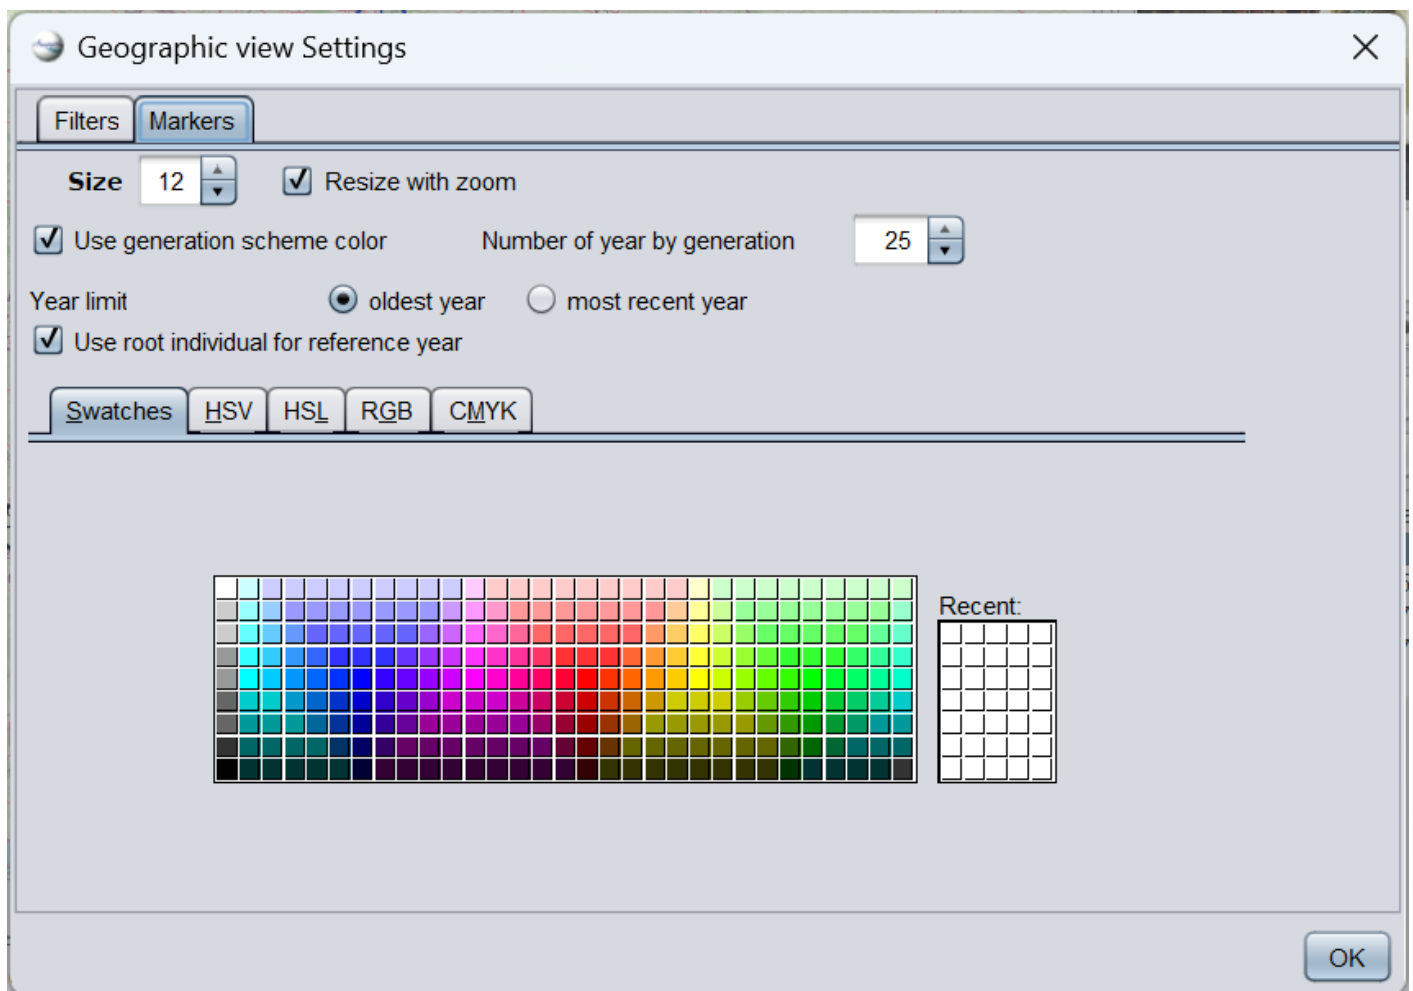 Geographic view Settings
Filters Markers
Size 12 Resize with zoom
Use generation scheme color Number of year by generation 25
Year limit oldest year most recent year
Use root individual for reference year
Swatches HSV HSL RGB CMYK
Recent:
OK